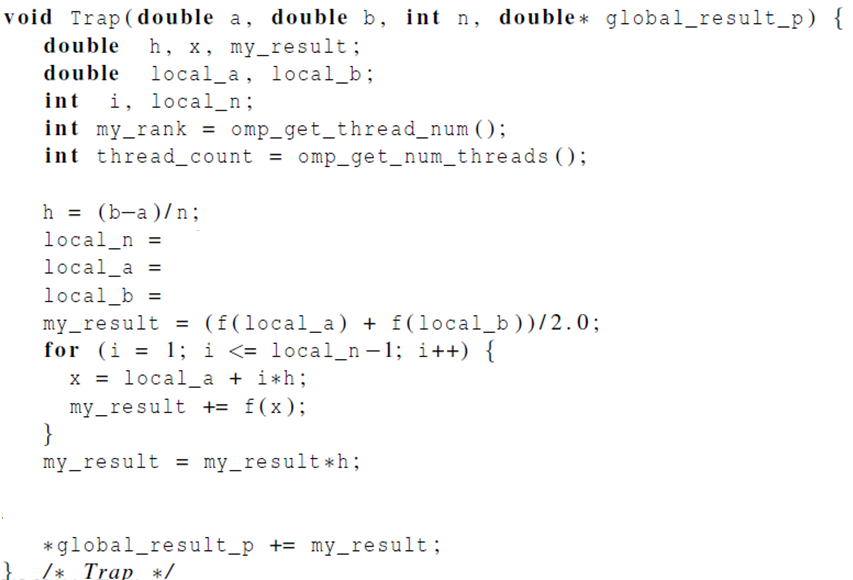 void Trap(double a, double b, int n, double* global_result_p) {
   double  h, x, my_result;
   double  local_a, local_b;
   int  i, local_n;
   int my_rank = omp_get_thread_num();
   int thread_count = omp_get_num_threads();

   h = (b−a)/n;
   local_n =
   local_a =
   local_b =
   my_result = (f(local_a) + f(local_b))/2.0;
   for (i = 1; i <= local_n−1; i++) {
     x = local_a + i*h;
     my_result += f(x);
   }
   my_result = my_result*h;

   *global_result_p += my_result;
}  /* Trap */